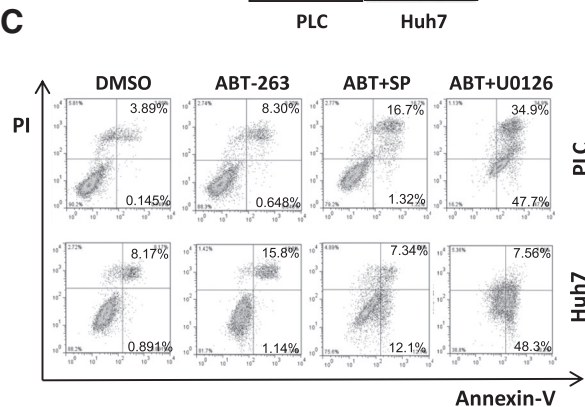 PLC Huh7
C
DMSO ABT-263 ABT+SP ABT+U0126
PI
3.89% 8.30% 16.7% 34.9%
PLC
0.145% 0.648% 1.32% 47.7%
8.17% 15.8% 7.34% 7.56%
Huh7
0.891% 1.14% 12.1% 48.3%
Annexin-V